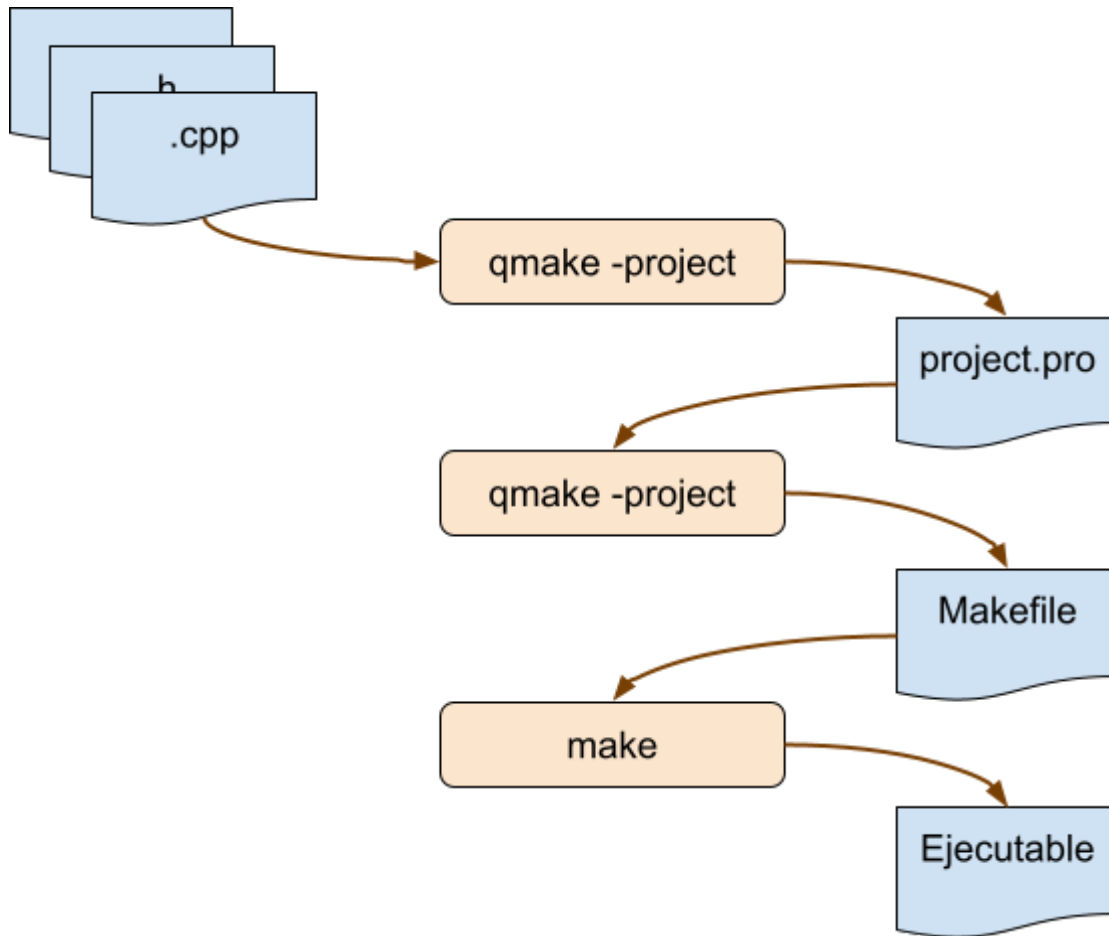 .cpp
qmake -project
project.pro
qmake -project
Makefile
make
Ejecutable